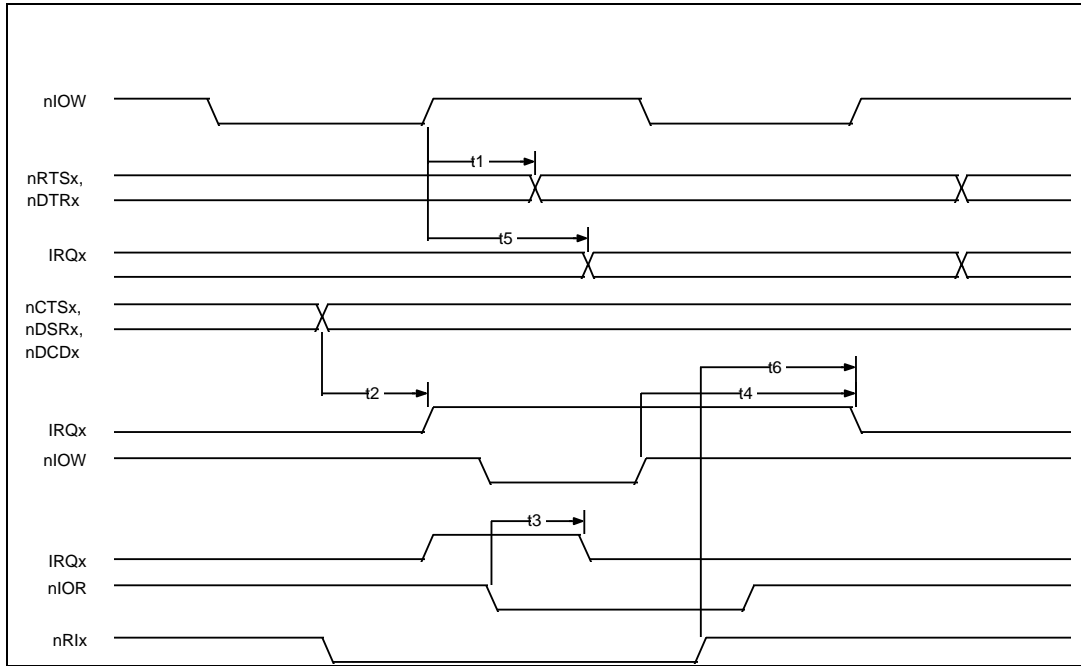 nIOW
t1
nRTSx,
nDTRx
t5
IRQx
nCTSx,
nDSRx,
nDCDx
t6
t2
t4
IRQx
nIOW
t3
IRQx
nIOR
nRIx